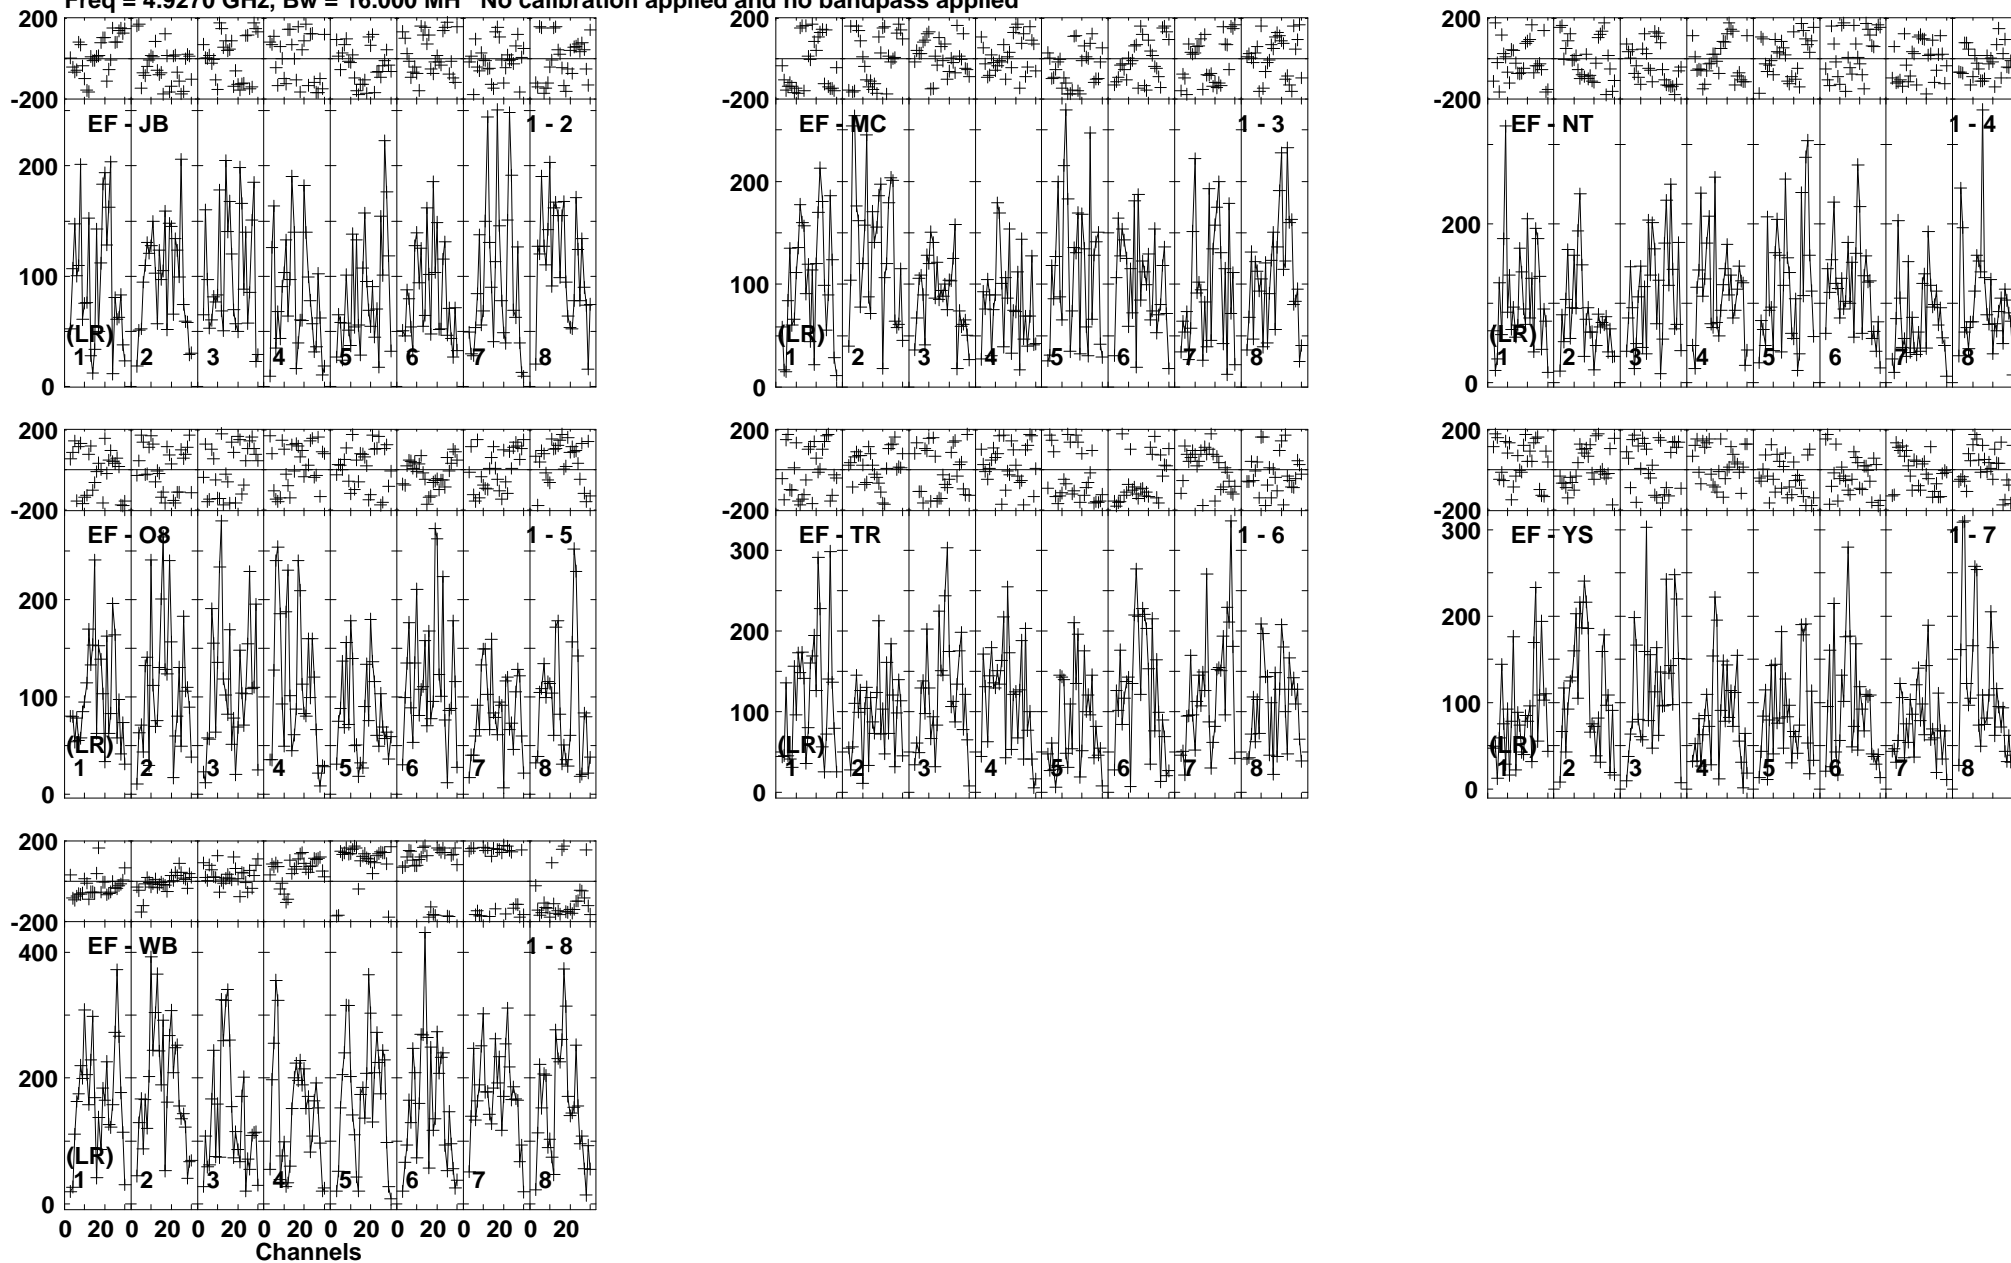 Freq = 4.9270 GHz, Bw = 16.000 MH No calibration applied and no bandpass applied
200
-200
EF - JB 1 - 2
200
100
(LR)
1 2 3 4 5 6 7 8
0
200
-200
EF - MC 1 - 3
200
100
(LR)
1 2 3 4 5 6 7 8
0
200
-200
EF - NT 1 - 4
200
(LR)
1 2 3 4 5 6 7 8
0
200
-200
EF - O8 1 - 5
200
100
(LR)
1 2 3 4 5 6 7 8
0
200
-200
EF - TR 1 - 6
300
200
100
(LR)
1 2 3 4 5 6 7 8
0
200
-200
EF - YS 1 - 7
300
200
100
(LR)
1 2 3 4 5 6 7 8
0
200
-200
EF - WB 1 - 8
400
200
(LR)
1 2 3 4 5 6 7 8
0
0 20 0 20 0 20 0 20 0 20 0 20 0 20 0 20
Channels